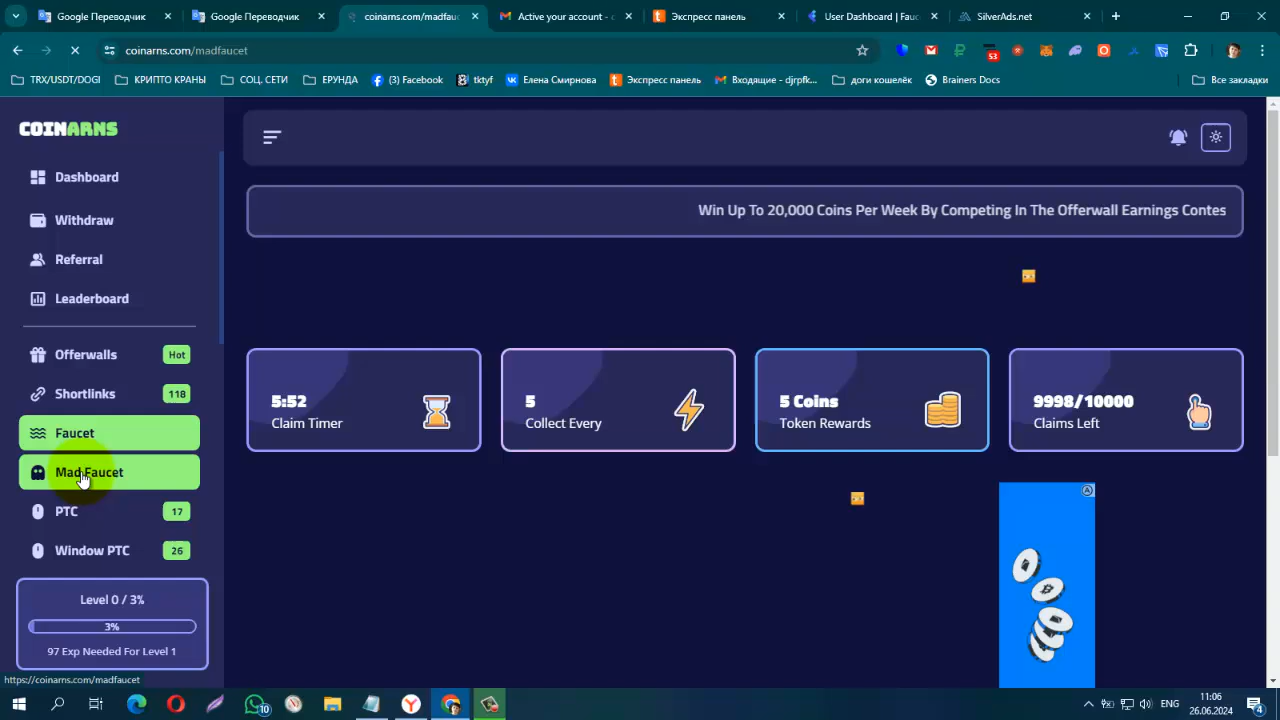 Google Переводчик
Google Переводчик
coinarns.com/madfauc
Active your account - c
Экспресс панель
User Dashboard | Fauc
SilverAds.net
coinarns.com/madfaucet
53
TRX/USDT/DOGI
КРИПТО КРАНЫ
СОЦ. СЕТИ
ЕРУНДА
(3) Facebook
tktyf
Елена Смирнова
Экспресс панель
Входящие - djrpfk...
доги кошелёк
Brainers Docs
Все закладки
COINARNS
Dashboard
Withdraw
Referral
Leaderboard
Offerwalls
Hot
Shortlinks
118
Faucet
Mad Faucet
PTC
17
Window PTC
26
Level 0 / 3%
3%
97 Exp Needed For Level 1
Win Up To 20,000 Coins Per Week By Competing In The Offerwall Earnings Contes
5:52
Claim Timer
5
Collect Every
5 Coins
Token Rewards
9998/10000
Claims Left
https://coinarns.com/madfaucet
10
ENG
11:06
26.06.2024
4